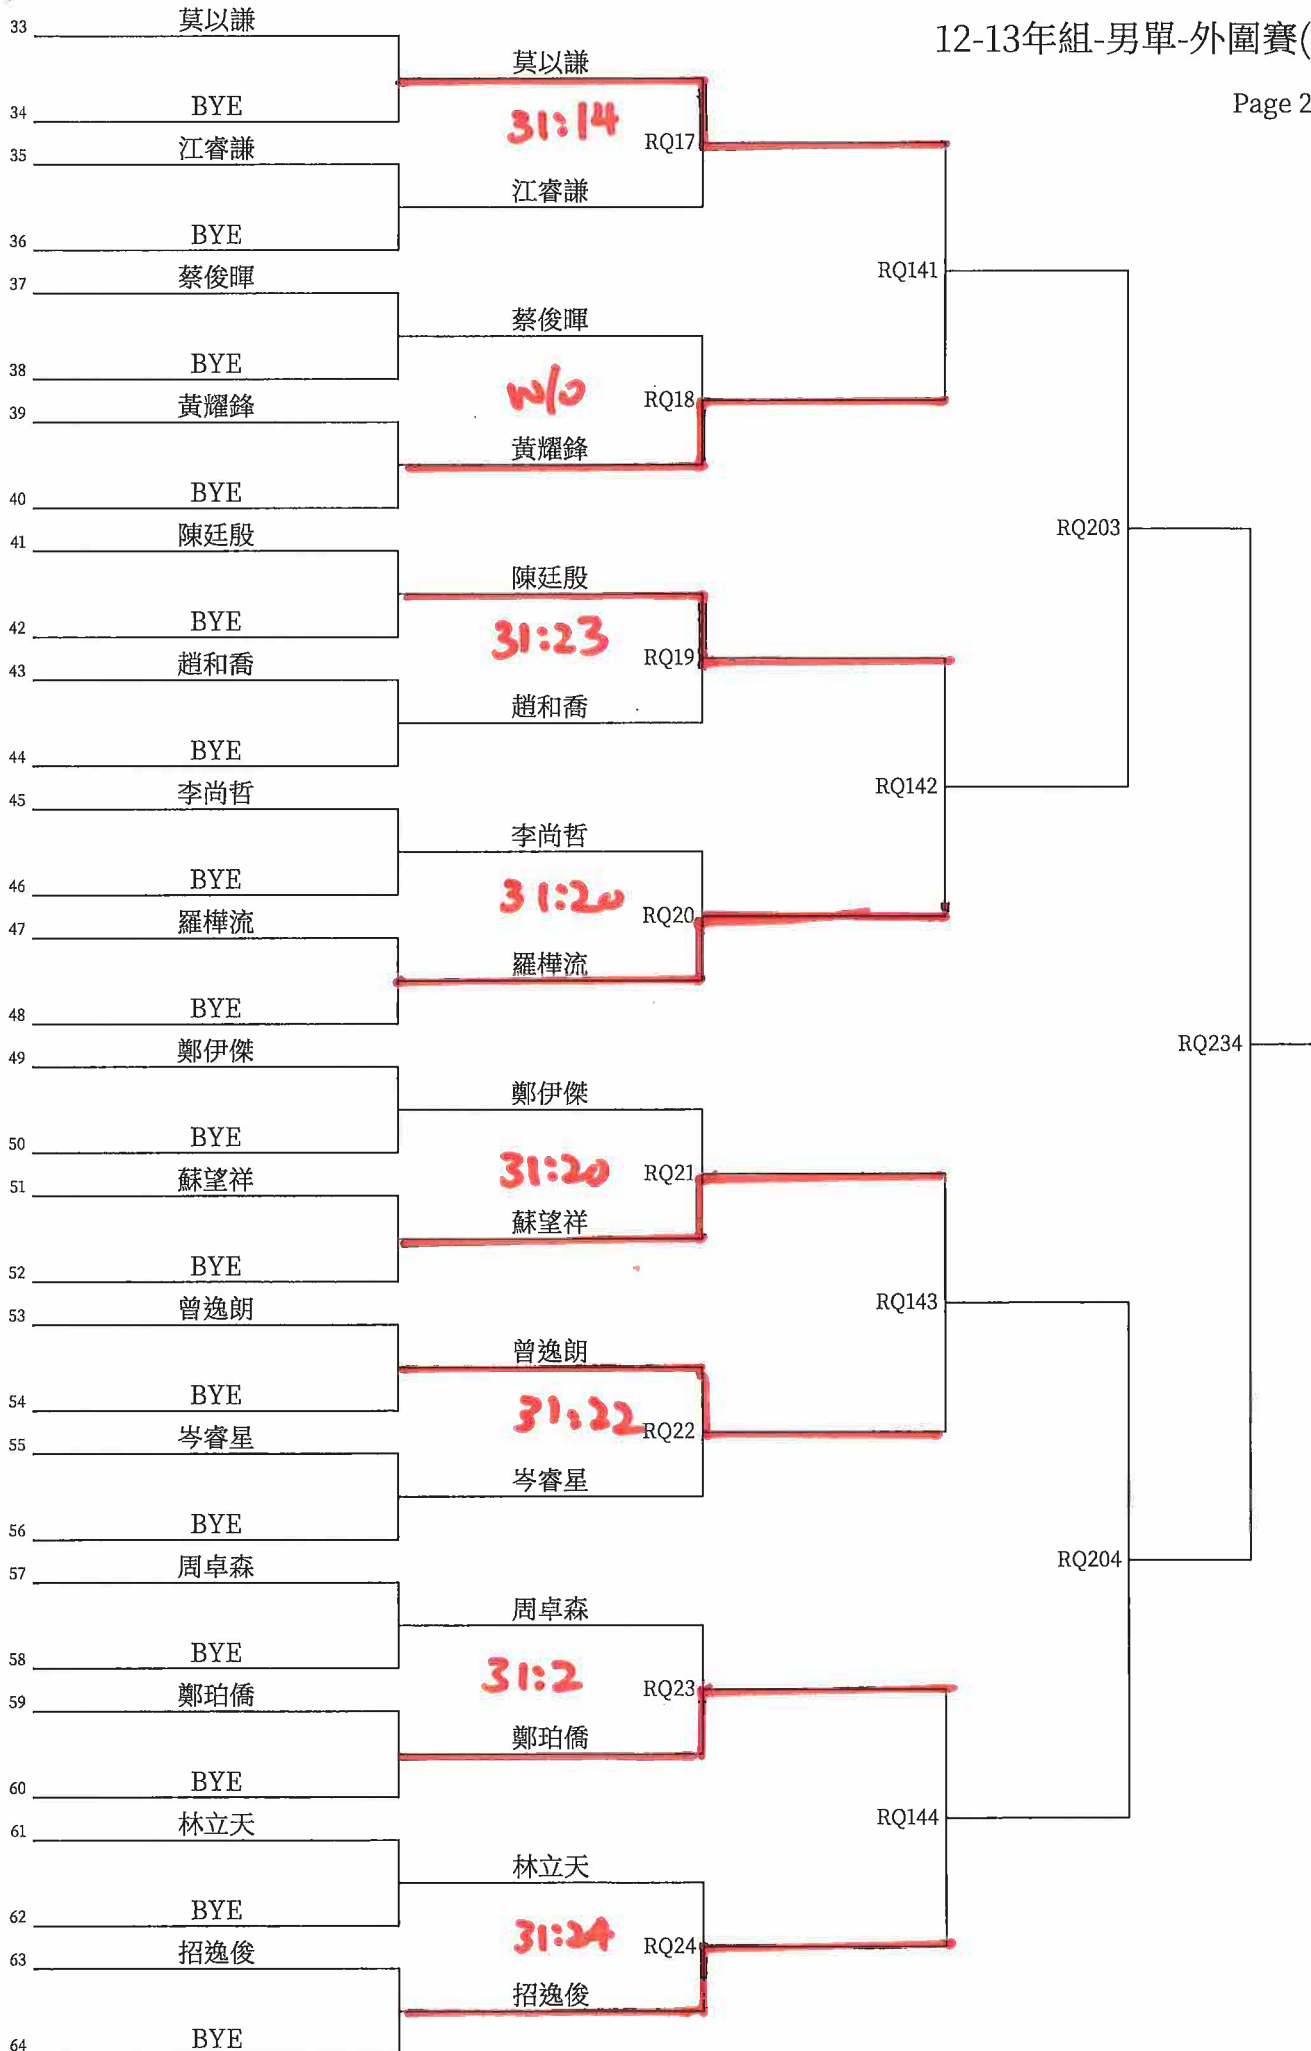 12-13年組-男單-外圍賽(
Page 2
33 莫以謙
莫以謙
34 BYE
31:14
RQ17
35 江睿謙
江睿謙
36 BYE
RQ141
37 蔡俊暉
蔡俊暉
38 BYE
w/o
RQ18
39 黃耀鋒
黃耀鋒
40 BYE
RQ203
41 陳廷殷
陳廷殷
42 BYE
31:23
RQ19
43 趙和喬
趙和喬
44 BYE
RQ142
45 李尚哲
李尚哲
46 BYE
31:20
RQ20
47 羅樺流
羅樺流
48 BYE
RQ234
49 鄭伊傑
鄭伊傑
50 BYE
31:20
RQ21
51 蘇望祥
蘇望祥
52 BYE
RQ143
53 曾逸朗
曾逸朗
54 BYE
31:22
RQ22
55 岑睿星
岑睿星
56 BYE
RQ204
57 周卓森
周卓森
58 BYE
31:2
RQ23
59 鄭珀僑
鄭珀僑
60 BYE
RQ144
61 林立天
林立天
62 BYE
31:24
RQ24
63 招逸俊
招逸俊
64 BYE